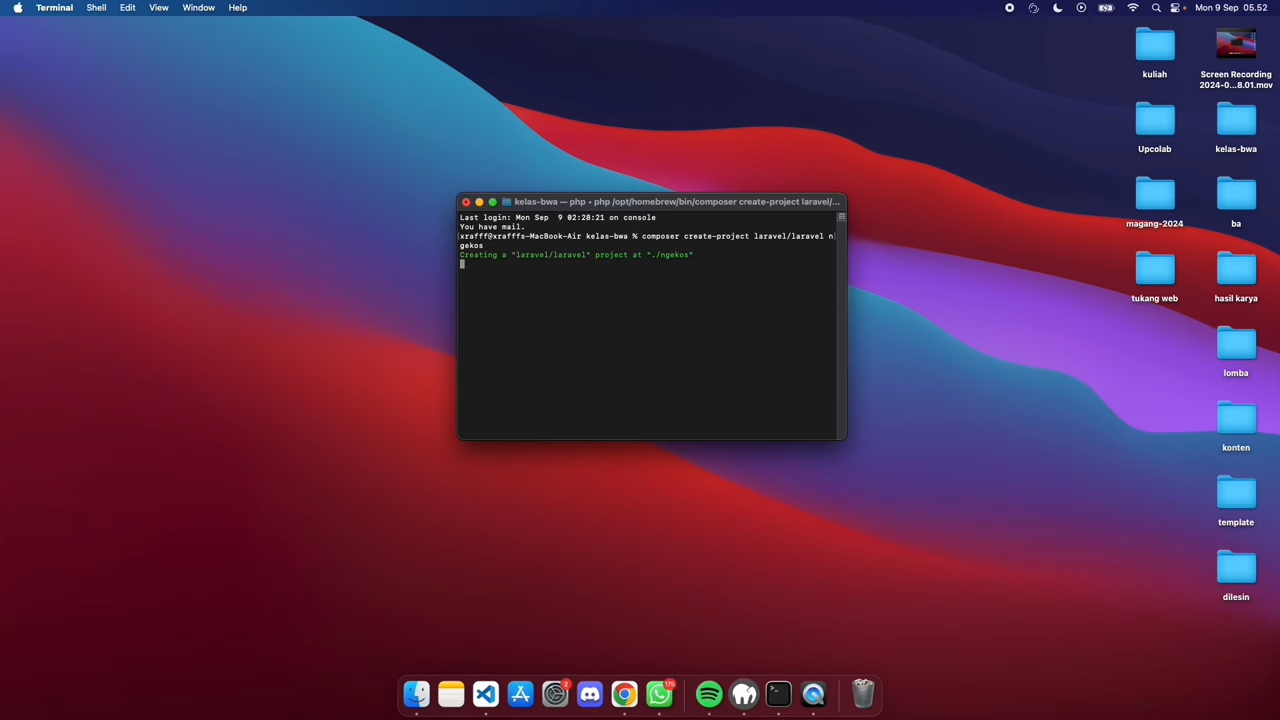 Terminal Shell Edit View Window Help
Mon 9 Sep 05.52
kuliah
Screen Recording
2024-0...8.01.mov
Upcolab
kelas-bwa
magang-2024
ba
tukang web
hasil karya
lomba
konten
template
dilesin
kelas-bwa — php • php /opt/homebrew/bin/composer create-project laravel/...
Last login: Mon Sep  9 02:28:21 on console
You have mail.
[xrafff@xrafffs-MacBook-Air kelas-bwa % composer create-project laravel/laravel n]
gekos
Creating a "laravel/laravel" project at "./ngekos"
2
175